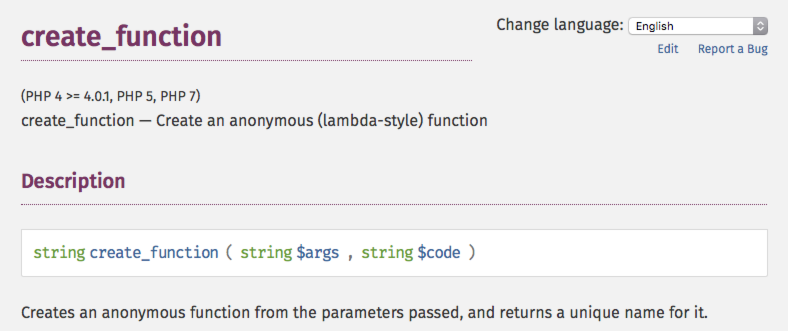 create_function
Change language: English
Edit Report a Bug
(PHP 4 >= 4.0.1, PHP 5, PHP 7)
create_function — Create an anonymous (lambda-style) function
Description
string create_function ( string $args , string $code )
Creates an anonymous function from the parameters passed, and returns a unique name for it.